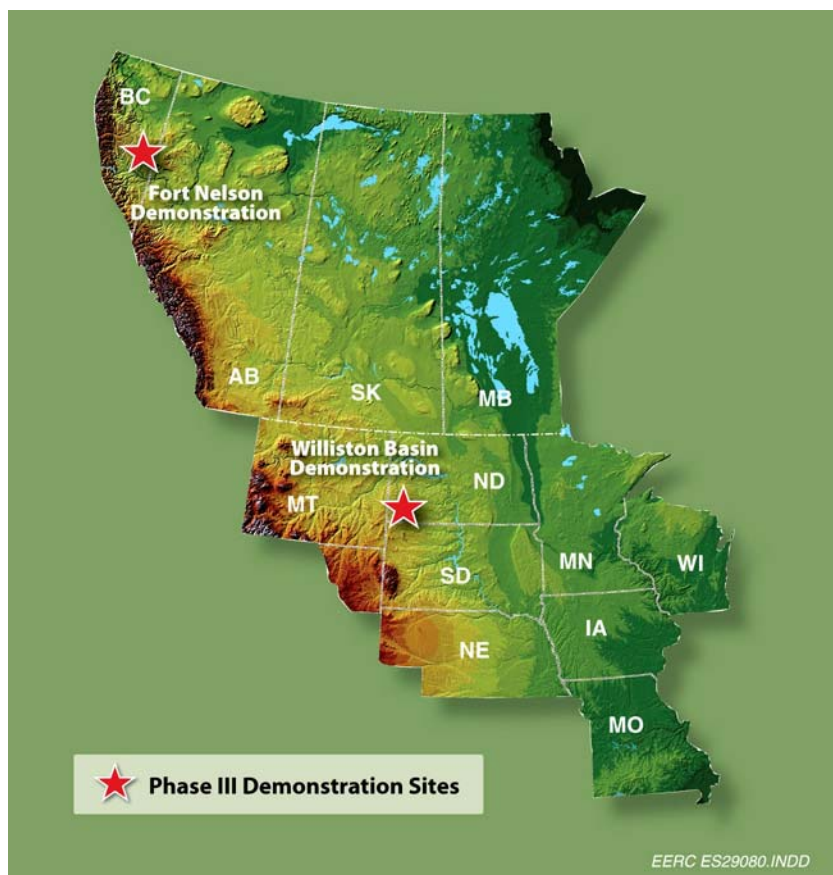 BC
Fort Nelson
Demonstration
AB
SK
MB
Williston Basin
Demonstration
ND
MT
MN
WI
SD
IA
NE
MO
Phase III Demonstration Sites
EERC ES29080.INDD